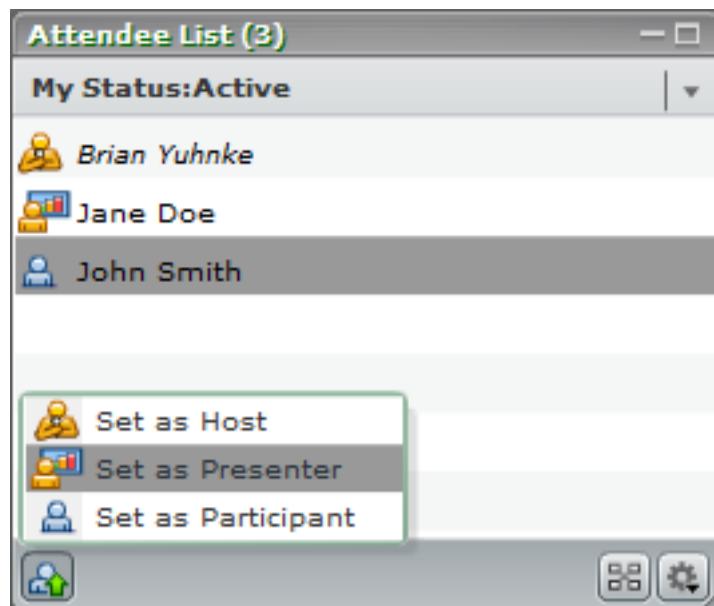 Attendee List (3)
My Status:Active
Brian Yuhnke
Jane Doe
John Smith
Set as Host
Set as Presenter
Set as Participant